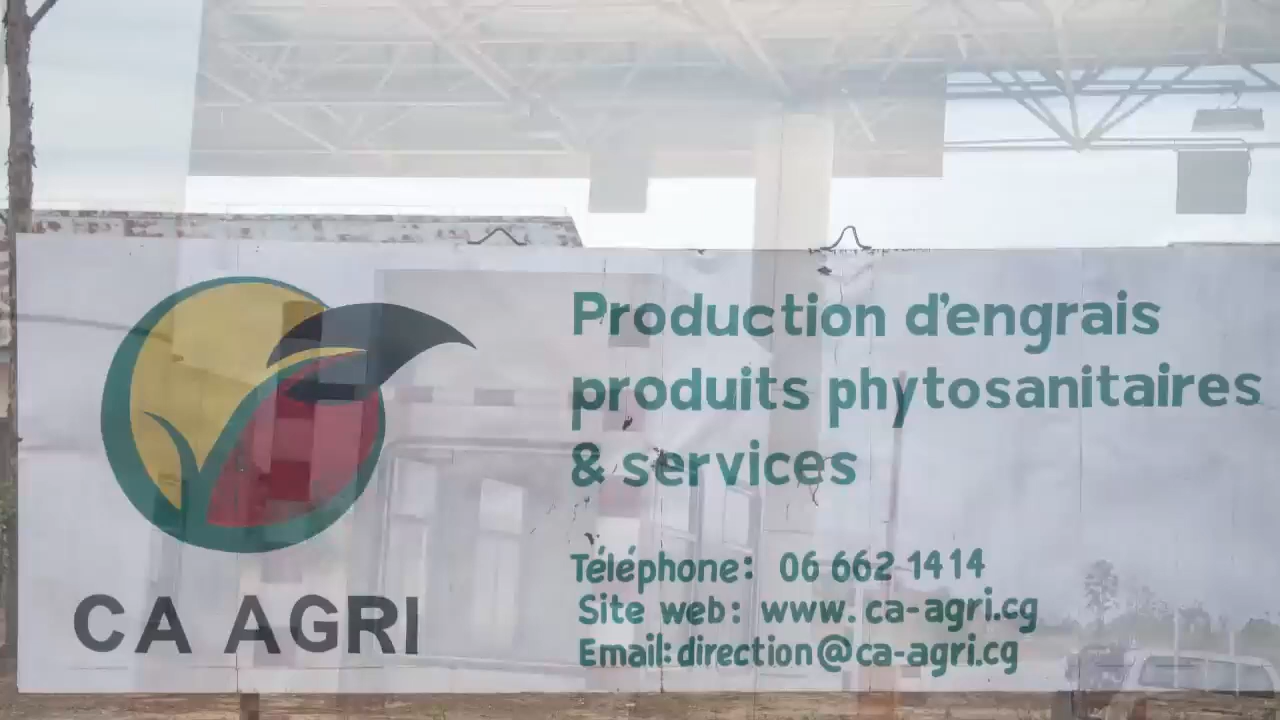 Production d'engrais
produits phytosanitaires
& services
Téléphone: 06 662 1414
Site web: www.ca-agri.cg
Email:direction@ca-agri.cg
CA AGRI